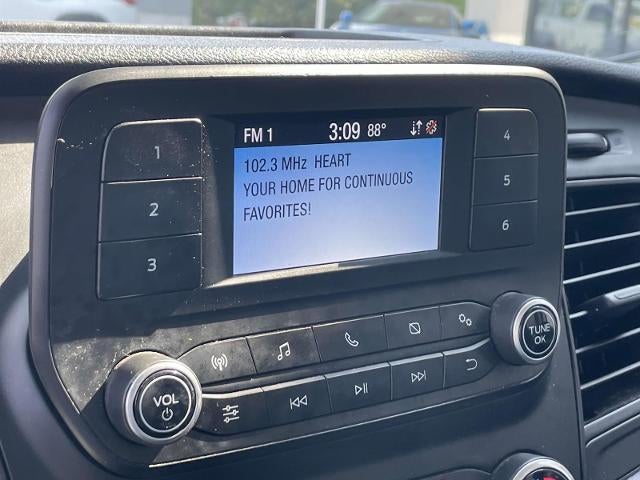 FM 1 3:09 88°
102.3 MHz HEART
YOUR HOME FOR CONTINUOUS
FAVORITES!
1
2
3
4
5
6
VOL
TUNE
OK